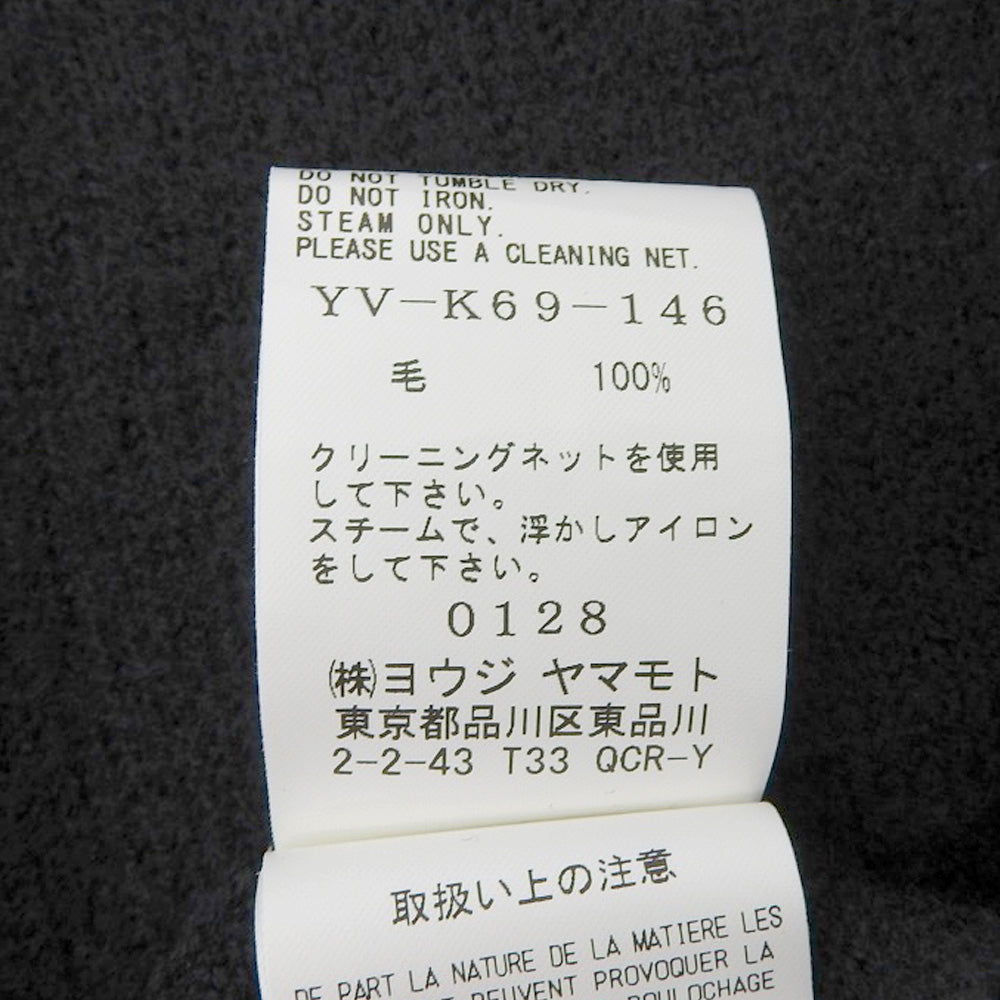 DO NOT TUMBLE DRY.
DO NOT IRON.
STEAM ONLY.
PLEASE USE A CLEANING NET.
YV-K69-146
毛 100%
クリーニングネットを使用
して下さい。
スチームで、浮かしアイロン
をして下さい。
0128
㈱ヨウジ ヤマモト
東京都品川区東品川
2-2-43 T33 QCR-Y
取扱い上の注意
DE PART LA NATURE DE LA MATIERE LES
PEUVENT PROVOQUER LA
BOULOCHAGE